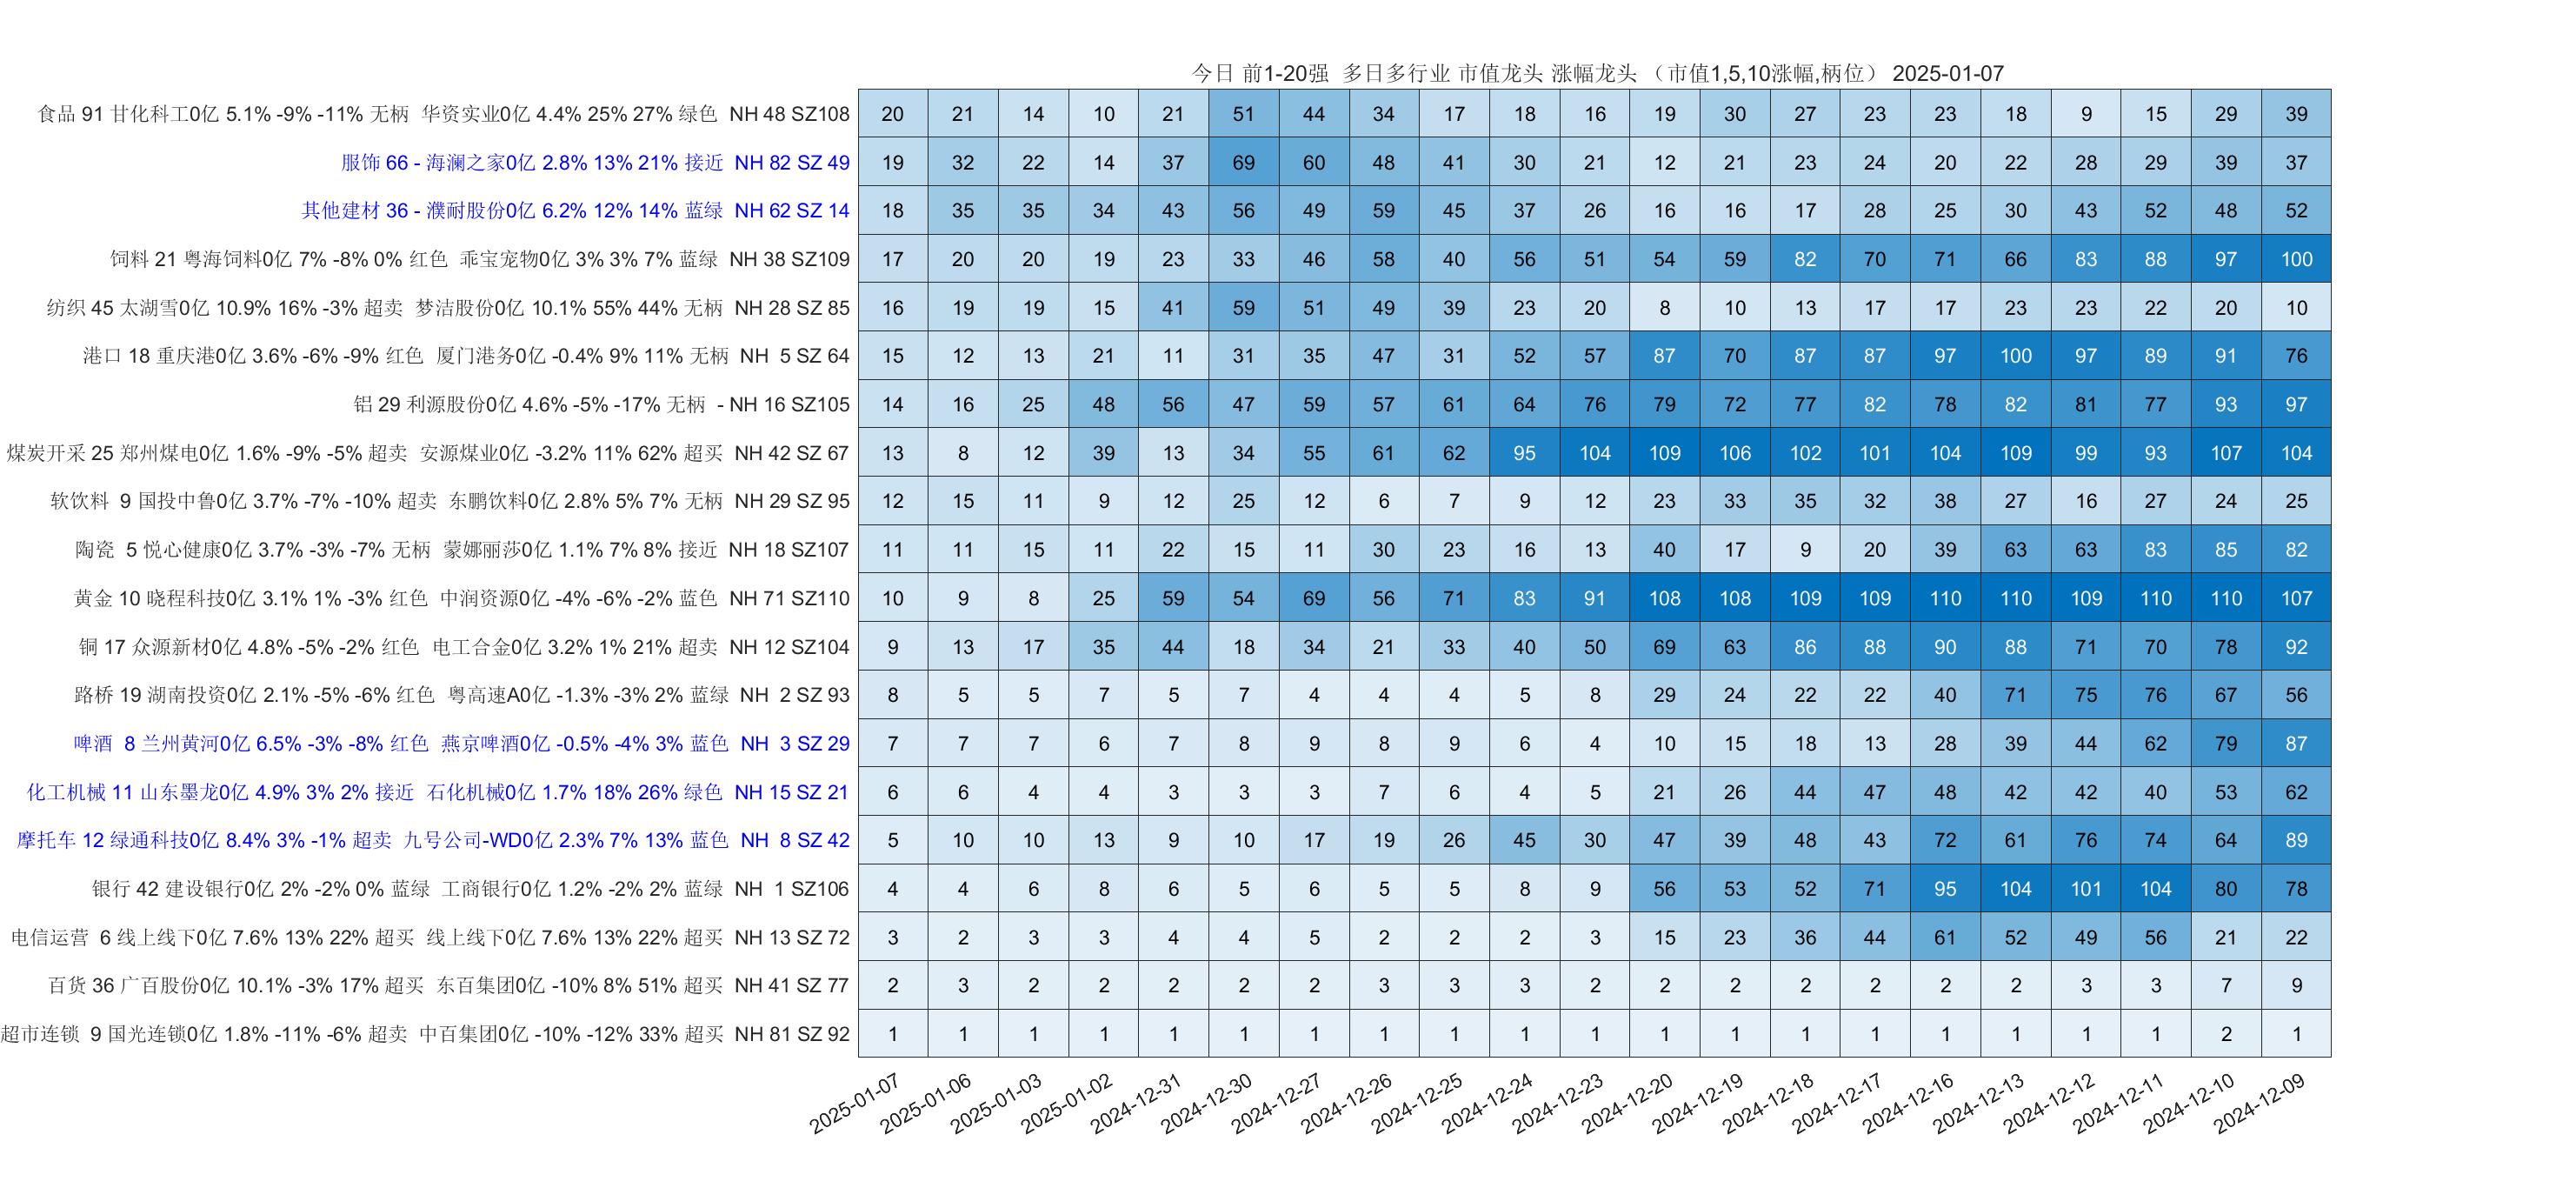 今日 前1-20强 多日多行业 市值龙头 涨幅龙头 （市值1,5,10涨幅,柄位） 2025-01-07
食品 91 甘化科工0亿 5.1% -9% -11% 无柄 华资实业0亿 4.4% 25% 27% 绿色 NH 48 SZ108 20 21 14 10 21 51 44 34 17 18 16 19 30 27 23 23 18 9 15 29 39
服饰 66 - 海澜之家0亿 2.8% 13% 21% 接近 NH 82 SZ 49 19 32 22 14 37 69 60 48 41 30 21 12 21 23 24 20 22 28 29 39 37
其他建材 36 - 濮耐股份0亿 6.2% 12% 14% 蓝绿 NH 62 SZ 14 18 35 35 34 43 56 49 59 45 37 26 16 16 17 28 25 30 43 52 48 52
饲料 21 粤海饲料0亿 7% -8% 0% 红色 乖宝宠物0亿 3% 3% 7% 蓝绿 NH 38 SZ109 17 20 20 19 23 33 46 58 40 56 51 54 59 82 70 71 66 83 88 97 100
纺织 45 太湖雪0亿 10.9% 16% -3% 超卖 梦洁股份0亿 10.1% 55% 44% 无柄 NH 28 SZ 85 16 19 19 15 41 59 51 49 39 23 20 8 10 13 17 17 23 23 22 20 10
港口 18 重庆港0亿 3.6% -6% -9% 红色 厦门港务0亿 -0.4% 9% 11% 无柄 NH 5 SZ 64 15 12 13 21 11 31 35 47 31 52 57 87 70 87 87 97 100 97 89 91 76
铝 29 利源股份0亿 4.6% -5% -17% 无柄 - NH 16 SZ105 14 16 25 48 56 47 59 57 61 64 76 79 72 77 82 78 82 81 77 93 97
煤炭开采 25 郑州煤电0亿 1.6% -9% -5% 超卖 安源煤业0亿 -3.2% 11% 62% 超买 NH 42 SZ 67 13 8 12 39 13 34 55 61 62 95 104 109 106 102 101 104 109 99 93 107 104
软饮料 9 国投中鲁0亿 3.7% -7% -10% 超卖 东鹏饮料0亿 2.8% 5% 7% 无柄 NH 29 SZ 95 12 15 11 9 12 25 12 6 7 9 12 23 33 35 32 38 27 16 27 24 25
陶瓷 5 悦心健康0亿 3.7% -3% -7% 无柄 蒙娜丽莎0亿 1.1% 7% 8% 接近 NH 18 SZ107 11 11 15 11 22 15 11 30 23 16 13 40 17 9 20 39 63 63 83 85 82
黄金 10 晓程科技0亿 3.1% 1% -3% 红色 中润资源0亿 -4% -6% -2% 蓝色 NH 71 SZ110 10 9 8 25 59 54 69 56 71 83 91 108 108 109 109 110 110 109 110 110 107
铜 17 众源新材0亿 4.8% -5% -2% 红色 电工合金0亿 3.2% 1% 21% 超卖 NH 12 SZ104 9 13 17 35 44 18 34 21 33 40 50 69 63 86 88 90 88 71 70 78 92
路桥 19 湖南投资0亿 2.1% -5% -6% 红色 粤高速A0亿 -1.3% -3% 2% 蓝绿 NH 2 SZ 93 8 5 5 7 5 7 4 4 4 5 8 29 24 22 22 40 71 75 76 67 56
啤酒 8 兰州黄河0亿 6.5% -3% -8% 红色 燕京啤酒0亿 -0.5% -4% 3% 蓝色 NH 3 SZ 29 7 7 7 6 7 8 9 8 9 6 4 10 15 18 13 28 39 44 62 79 87
化工机械 11 山东墨龙0亿 4.9% 3% 2% 接近 石化机械0亿 1.7% 18% 26% 绿色 NH 15 SZ 21 6 6 4 4 3 3 3 7 6 4 5 21 26 44 47 48 42 42 40 53 62
摩托车 12 绿通科技0亿 8.4% 3% -1% 超卖 九号公司-WD0亿 2.3% 7% 13% 蓝色 NH 8 SZ 42 5 10 10 13 9 10 17 19 26 45 30 47 39 48 43 72 61 76 74 64 89
银行 42 建设银行0亿 2% -2% 0% 蓝绿 工商银行0亿 1.2% -2% 2% 蓝绿 NH 1 SZ106 4 4 6 8 6 5 6 5 5 8 9 56 53 52 71 95 104 101 104 80 78
电信运营 6 线上线下0亿 7.6% 13% 22% 超买 线上线下0亿 7.6% 13% 22% 超买 NH 13 SZ 72 3 2 3 3 4 4 5 2 2 2 3 15 23 36 44 61 52 49 56 21 22
百货 36 广百股份0亿 10.1% -3% 17% 超买 东百集团0亿 -10% 8% 51% 超买 NH 41 SZ 77 2 3 2 2 2 2 2 3 3 3 2 2 2 2 2 2 2 3 3 7 9
超市连锁 9 国光连锁0亿 1.8% -11% -6% 超卖 中百集团0亿 -10% -12% 33% 超买 NH 81 SZ 92 1 1 1 1 1 1 1 1 1 1 1 1 1 1 1 1 1 1 1 2 1
2025-01-07 2025-01-06 2025-01-03 2025-01-02 2024-12-31 2024-12-30 2024-12-27 2024-12-26 2024-12-25 2024-12-24 2024-12-23 2024-12-20 2024-12-19 2024-12-18 2024-12-17 2024-12-16 2024-12-13 2024-12-12 2024-12-11 2024-12-10 2024-12-09